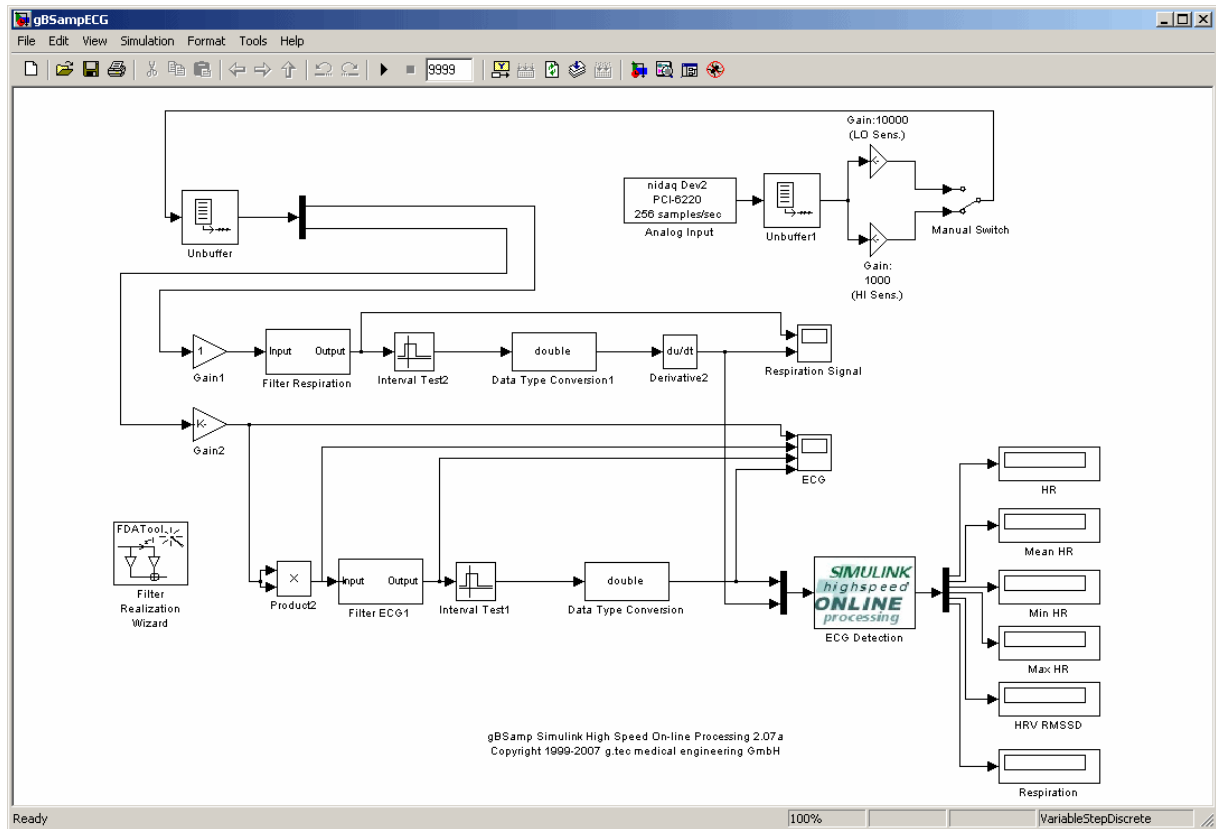 gBSampECG
File Edit View Simulation Format Tools Help
9999
Gain:10000
(LO Sens.)
nidaq Dev2
PCI-6220
256 samples/sec
Analog Input
Unbuffer1
Manual Switch
Gain:
1000
(HI Sens.)
Unbuffer
1
Gain1
Input Output
Filter Respiration
Interval Test2
double
Data Type Conversion1
du/dt
Derivative2
Respiration Signal
K-
Gain2
ECG
HR
Mean HR
FDATool
Filter
Realization
Wizard
×
Product2
Input Output
Filter ECG1
Interval Test1
double
Data Type Conversion
SIMULINK
highspeed
ONLINE
processing
ECG Detection
Min HR
Max HR
HRV RMSSD
Respiration
gBSamp Simulink High Speed On-line Processing 2.07a
Copyright 1999-2007 g.tec medical engineering GmbH
Ready 100% VariableStepDiscrete